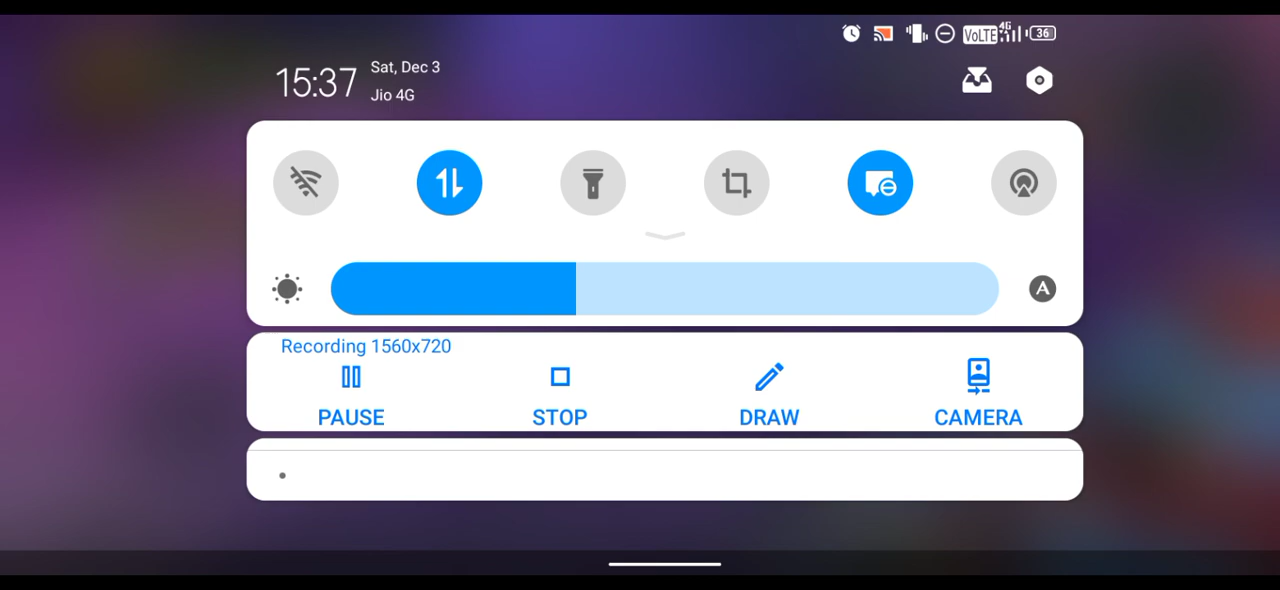 VoLTE 4G 36
15:37
Sat, Dec 3
Jio 4G
A
Recording 1560x720
PAUSE STOP DRAW CAMERA